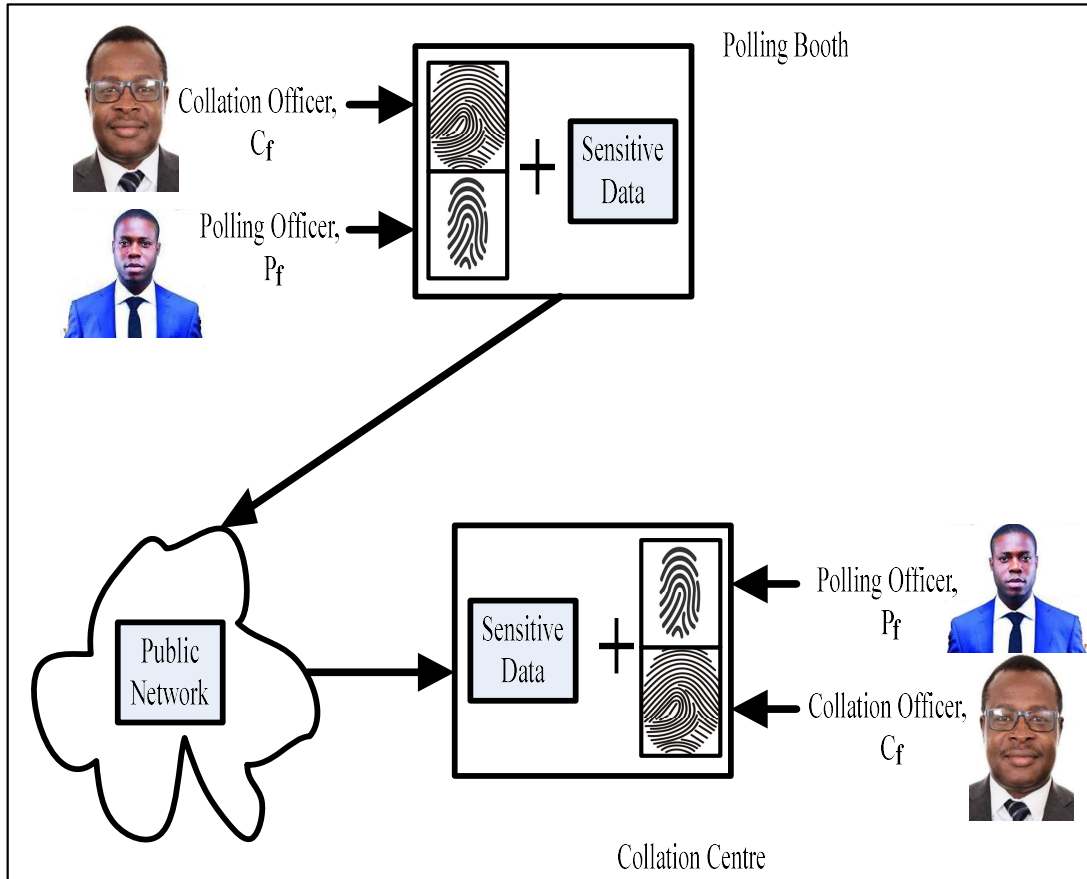 Polling Booth
Collation Officer,
Cf
Sensitive
Data
Polling Officer,
Pf
Public
Network
Sensitive
Data
Polling Officer,
Pf
Collation Officer,
Cf
Collation Centre